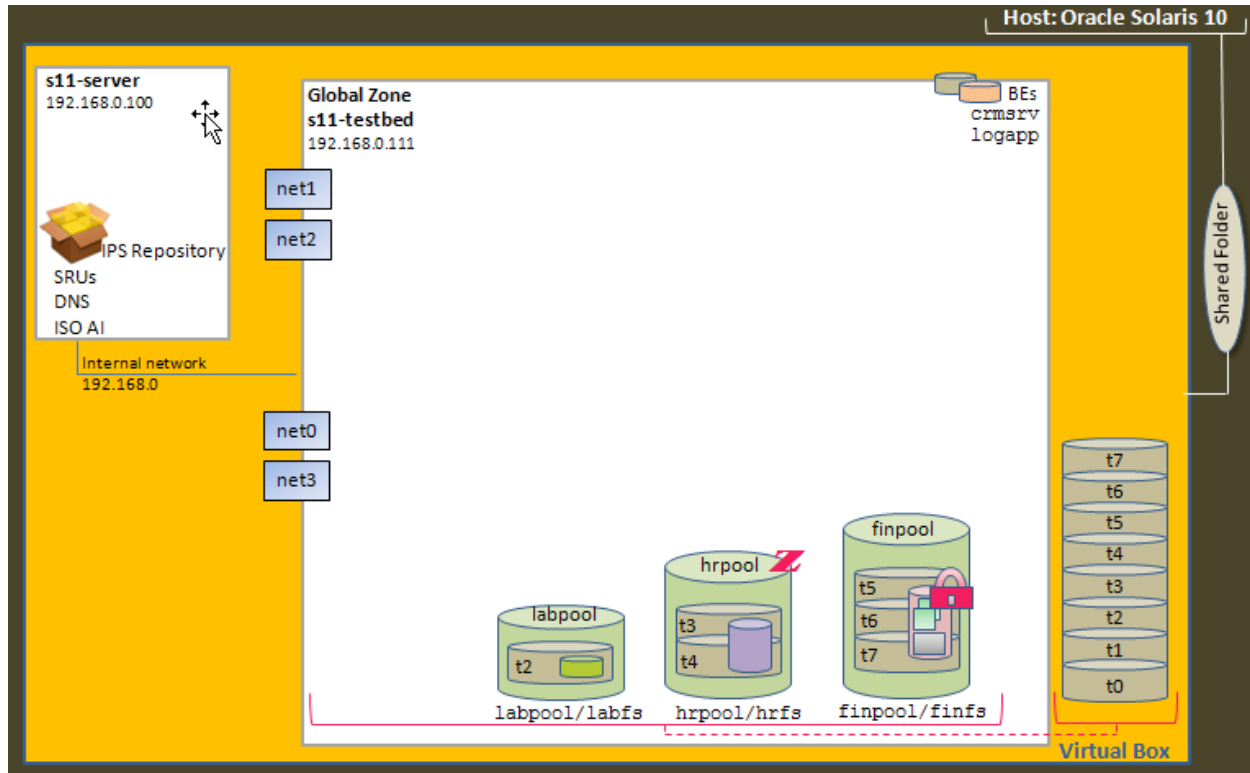 Host: Oracle Solaris 10
s11-server
192.168.0.100
IPS Repository
SRUs
DNS
ISO AI
Internal network
192.168.0
Global Zone
s11-testbed
192.168.0.111
BEs
crmsrv
logapp
net1
net2
net0
net3
Shared Folder
labpool
t2
labpool/labfs
hrpool
Z
t3
t4
hrpool/hrfs
finpool
t5
t6
t7
finpool/finfs
t7
t6
t5
t4
t3
t2
t1
t0
Virtual Box